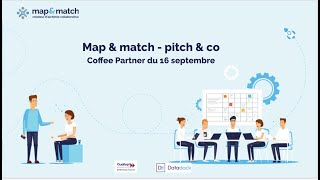 map&match
Map & match - pitch & co
Coffee Partner du 16 septembre
Datadock